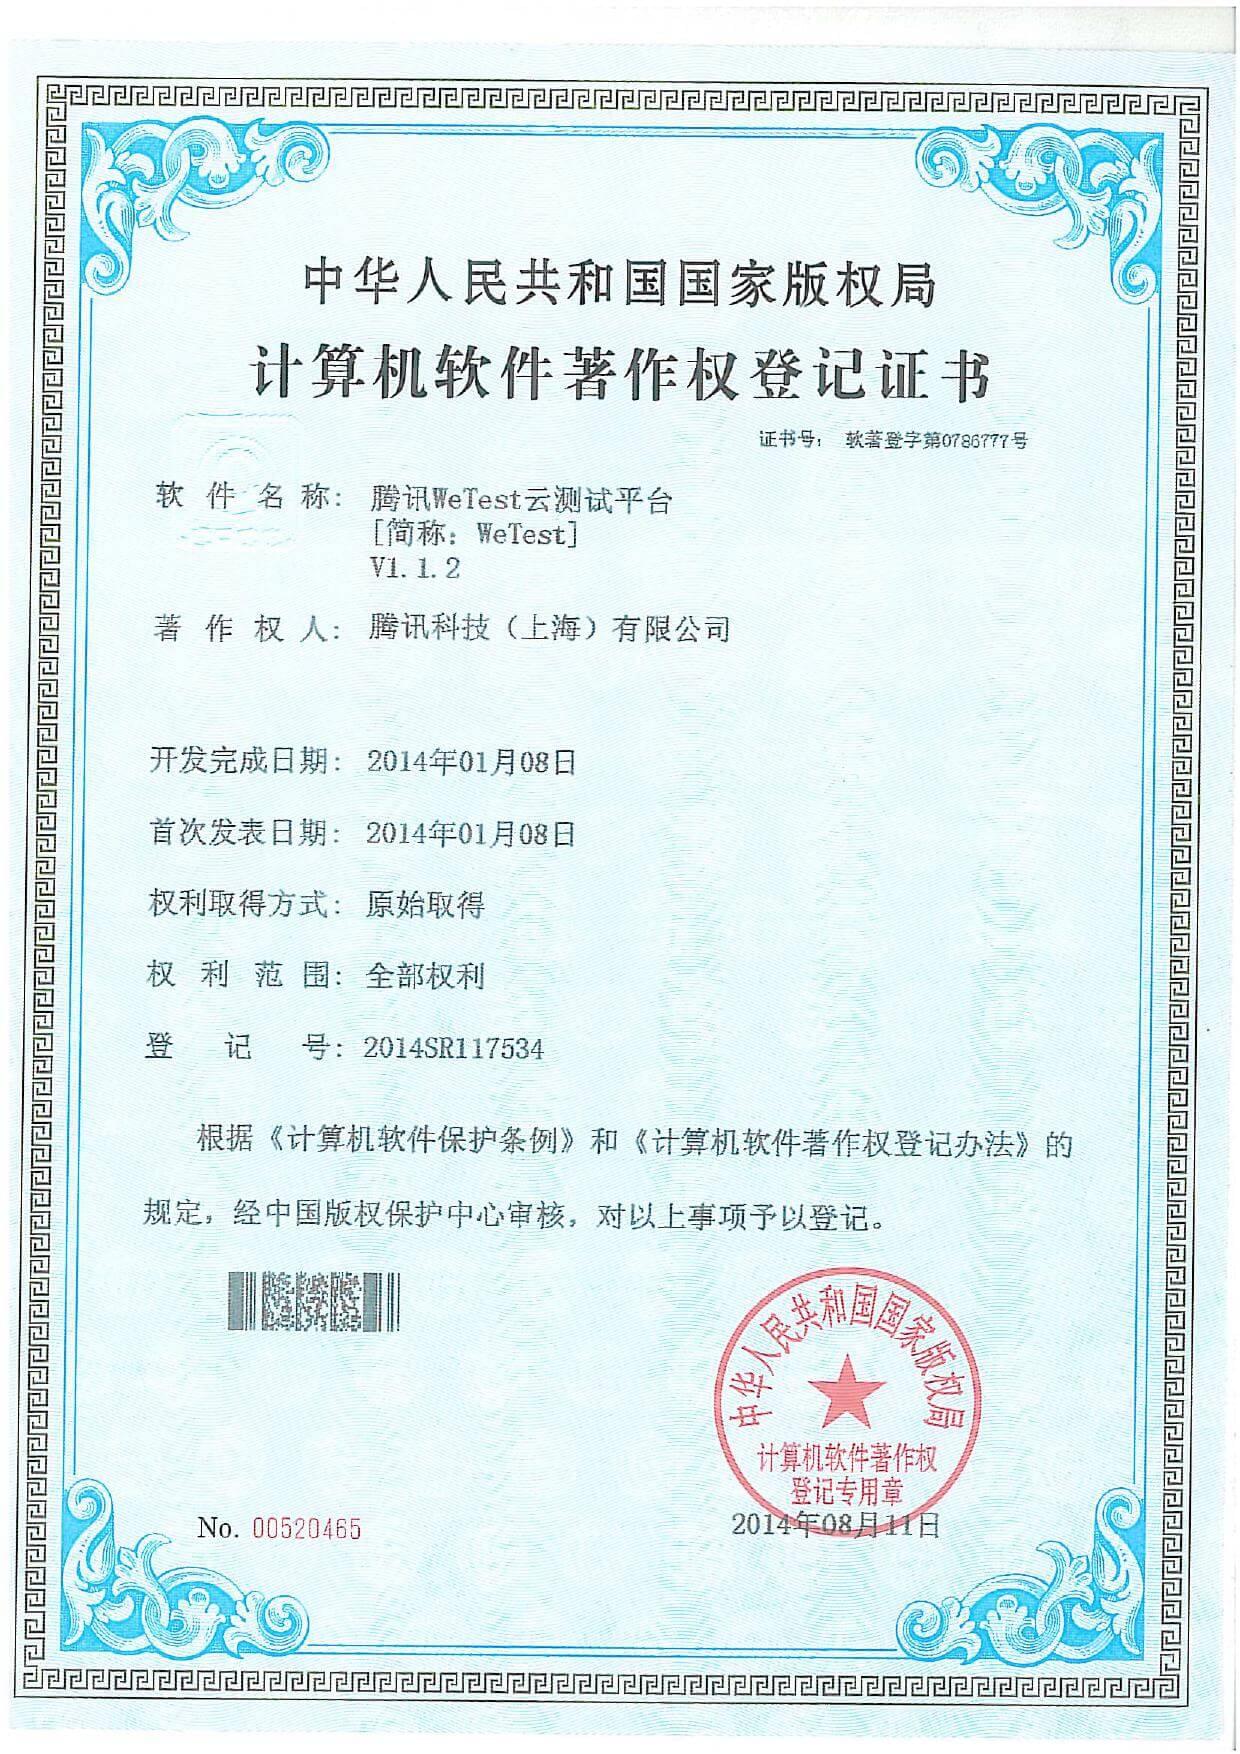 中华人民共和国国家版权局
计算机软件著作权登记证书
证书号： 软著登字第0786777号
软件名称： 腾讯WeTest云测试平台
[简称：WeTest]
V1.1.2
著作权人： 腾讯科技（上海）有限公司
开发完成日期： 2014年01月08日
首次发表日期： 2014年01月08日
权利取得方式： 原始取得
权利范围： 全部权利
登记号： 2014SR117534
根据《计算机软件保护条例》和《计算机软件著作权登记办法》的
规定，经中国版权保护中心审核，对以上事项予以登记。
中华人民共和国国家版权局
计算机软件著作权
登记专用章
No. 00520465
2014年08月11日